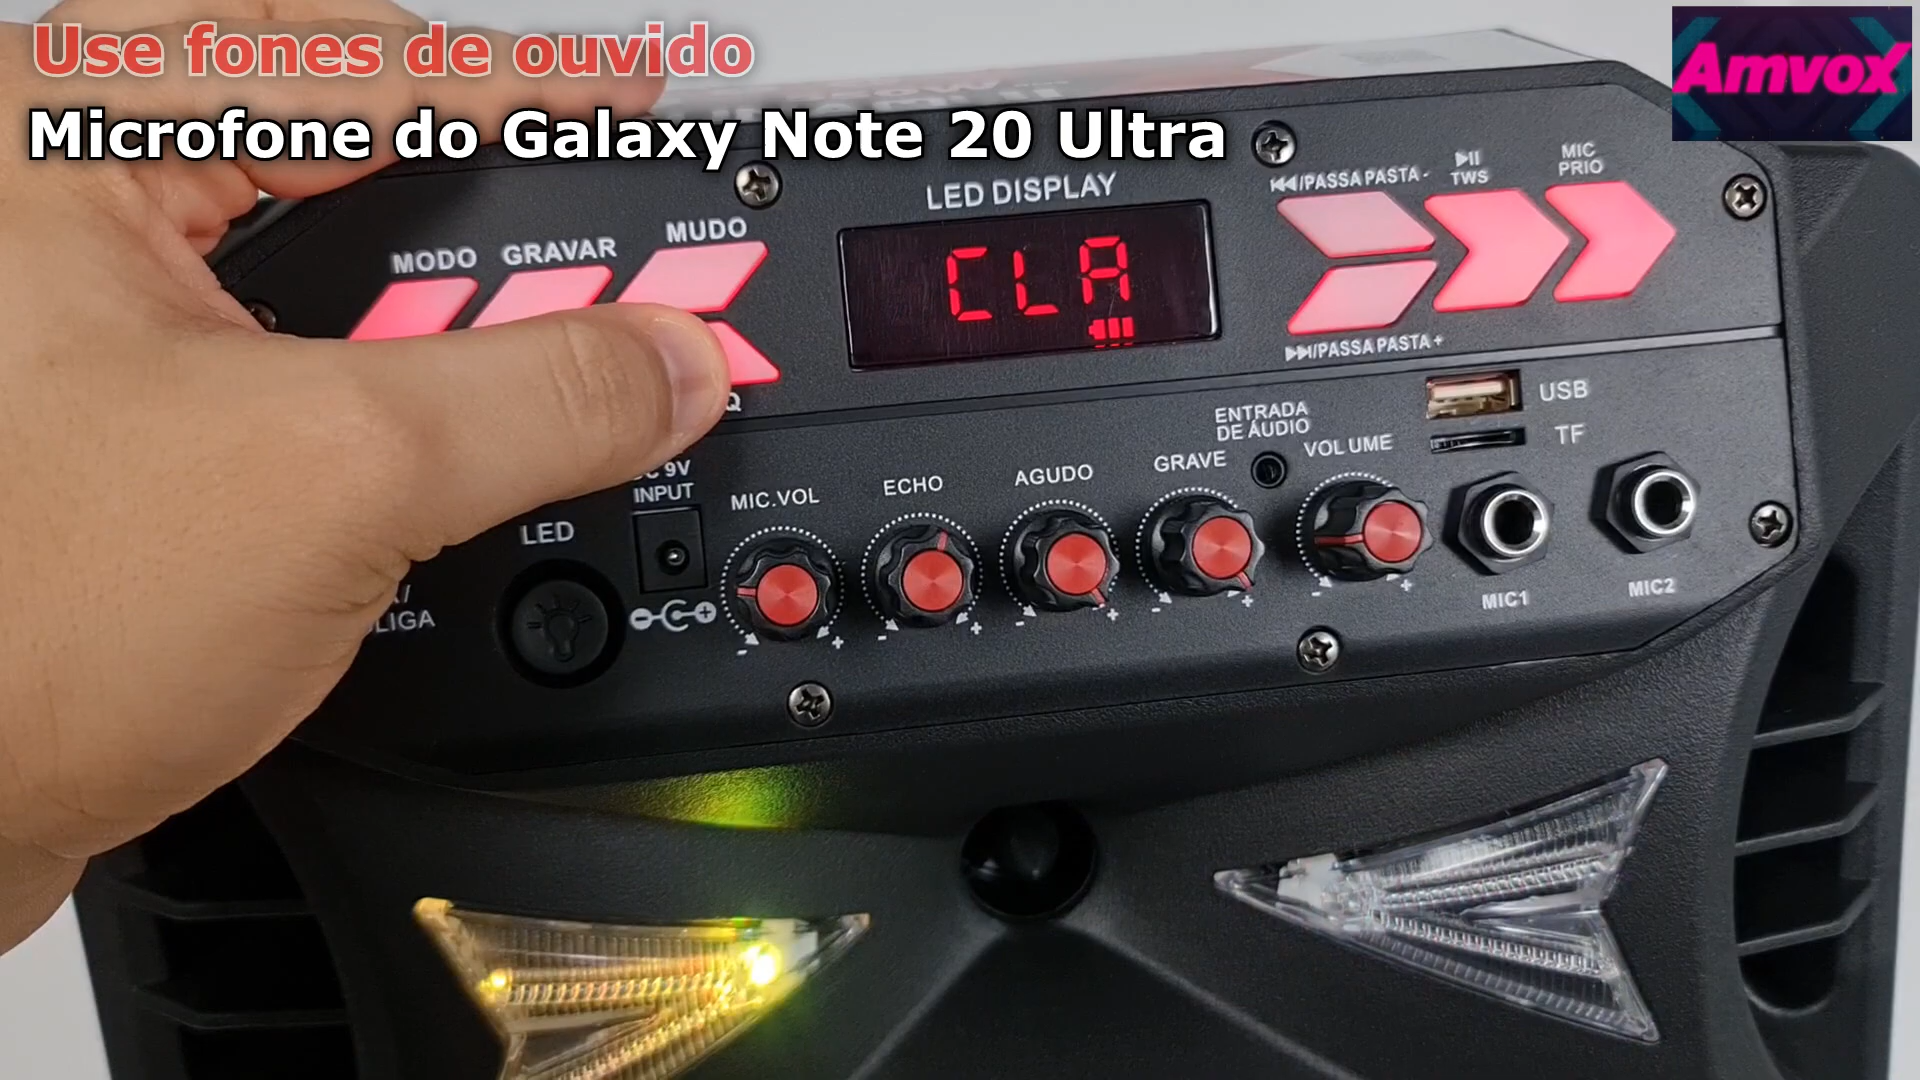 Use fones de ouvido
Microfone do Galaxy Note 20 Ultra
Amvox
LED DISPLAY
MODO
GRAVAR
MUDO
CLA
/PASSA PASTA -
TWS
MIC
PRIO
/PASSA PASTA +
USB
TF
ENTRADA
DE ÁUDIO
9V
INPUT
LED
MIC.VOL
ECHO
AGUDO
GRAVE
VOLUME
MIC1
MIC2